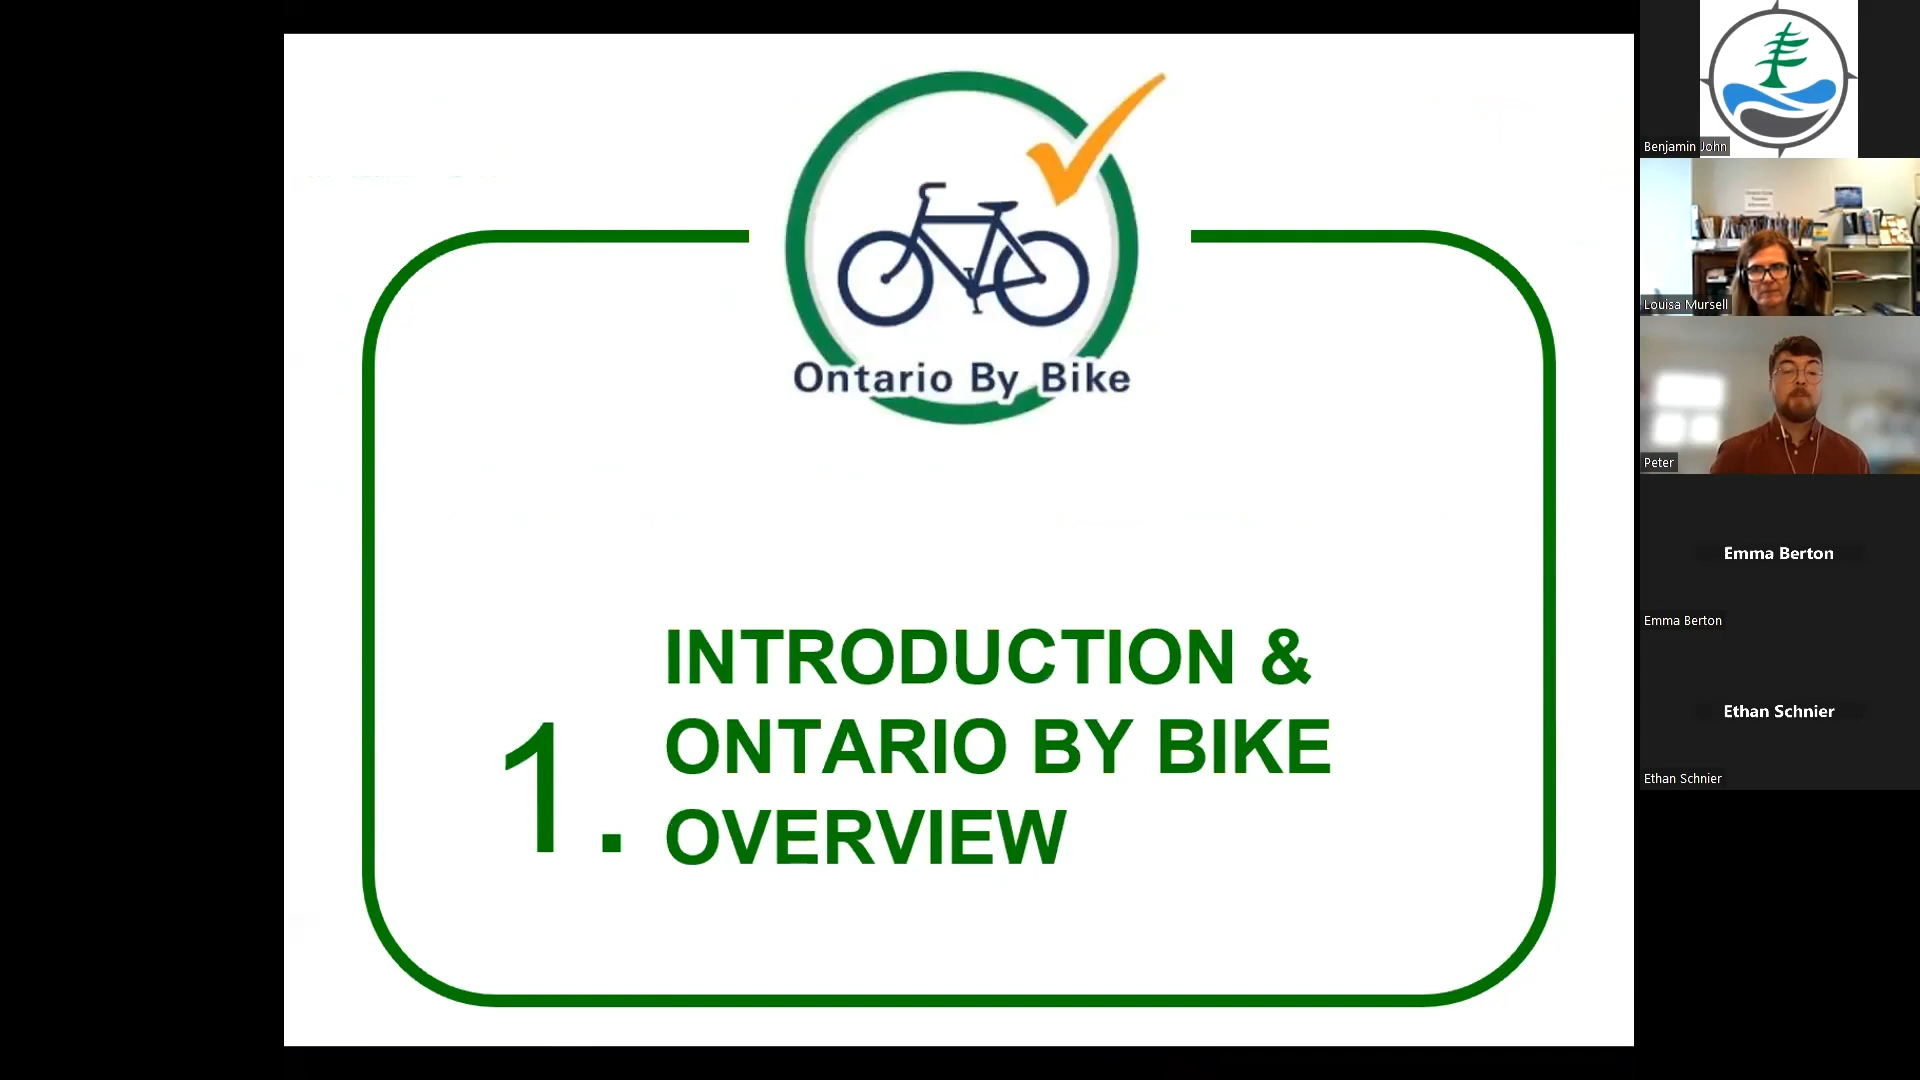 Ontario By Bike
1.
INTRODUCTION &
ONTARIO BY BIKE
OVERVIEW
Benjamin John
Louisa Mursell
Peter
Emma Berton
Emma Berton
Ethan Schnier
Ethan Schnier